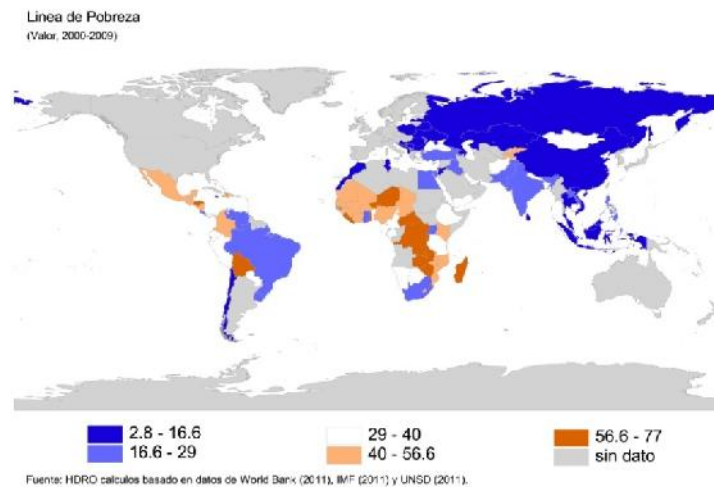 Linea de Pobreza
(Valor, 2000-2009)
2.8 - 16.6
29 - 40
56.6 - 77
16.6 - 29
40 - 56.6
sin dato
Fuente: HDRO calculos basado en datos de World Bank (2011), IMF (2011) y UNSD (2011).